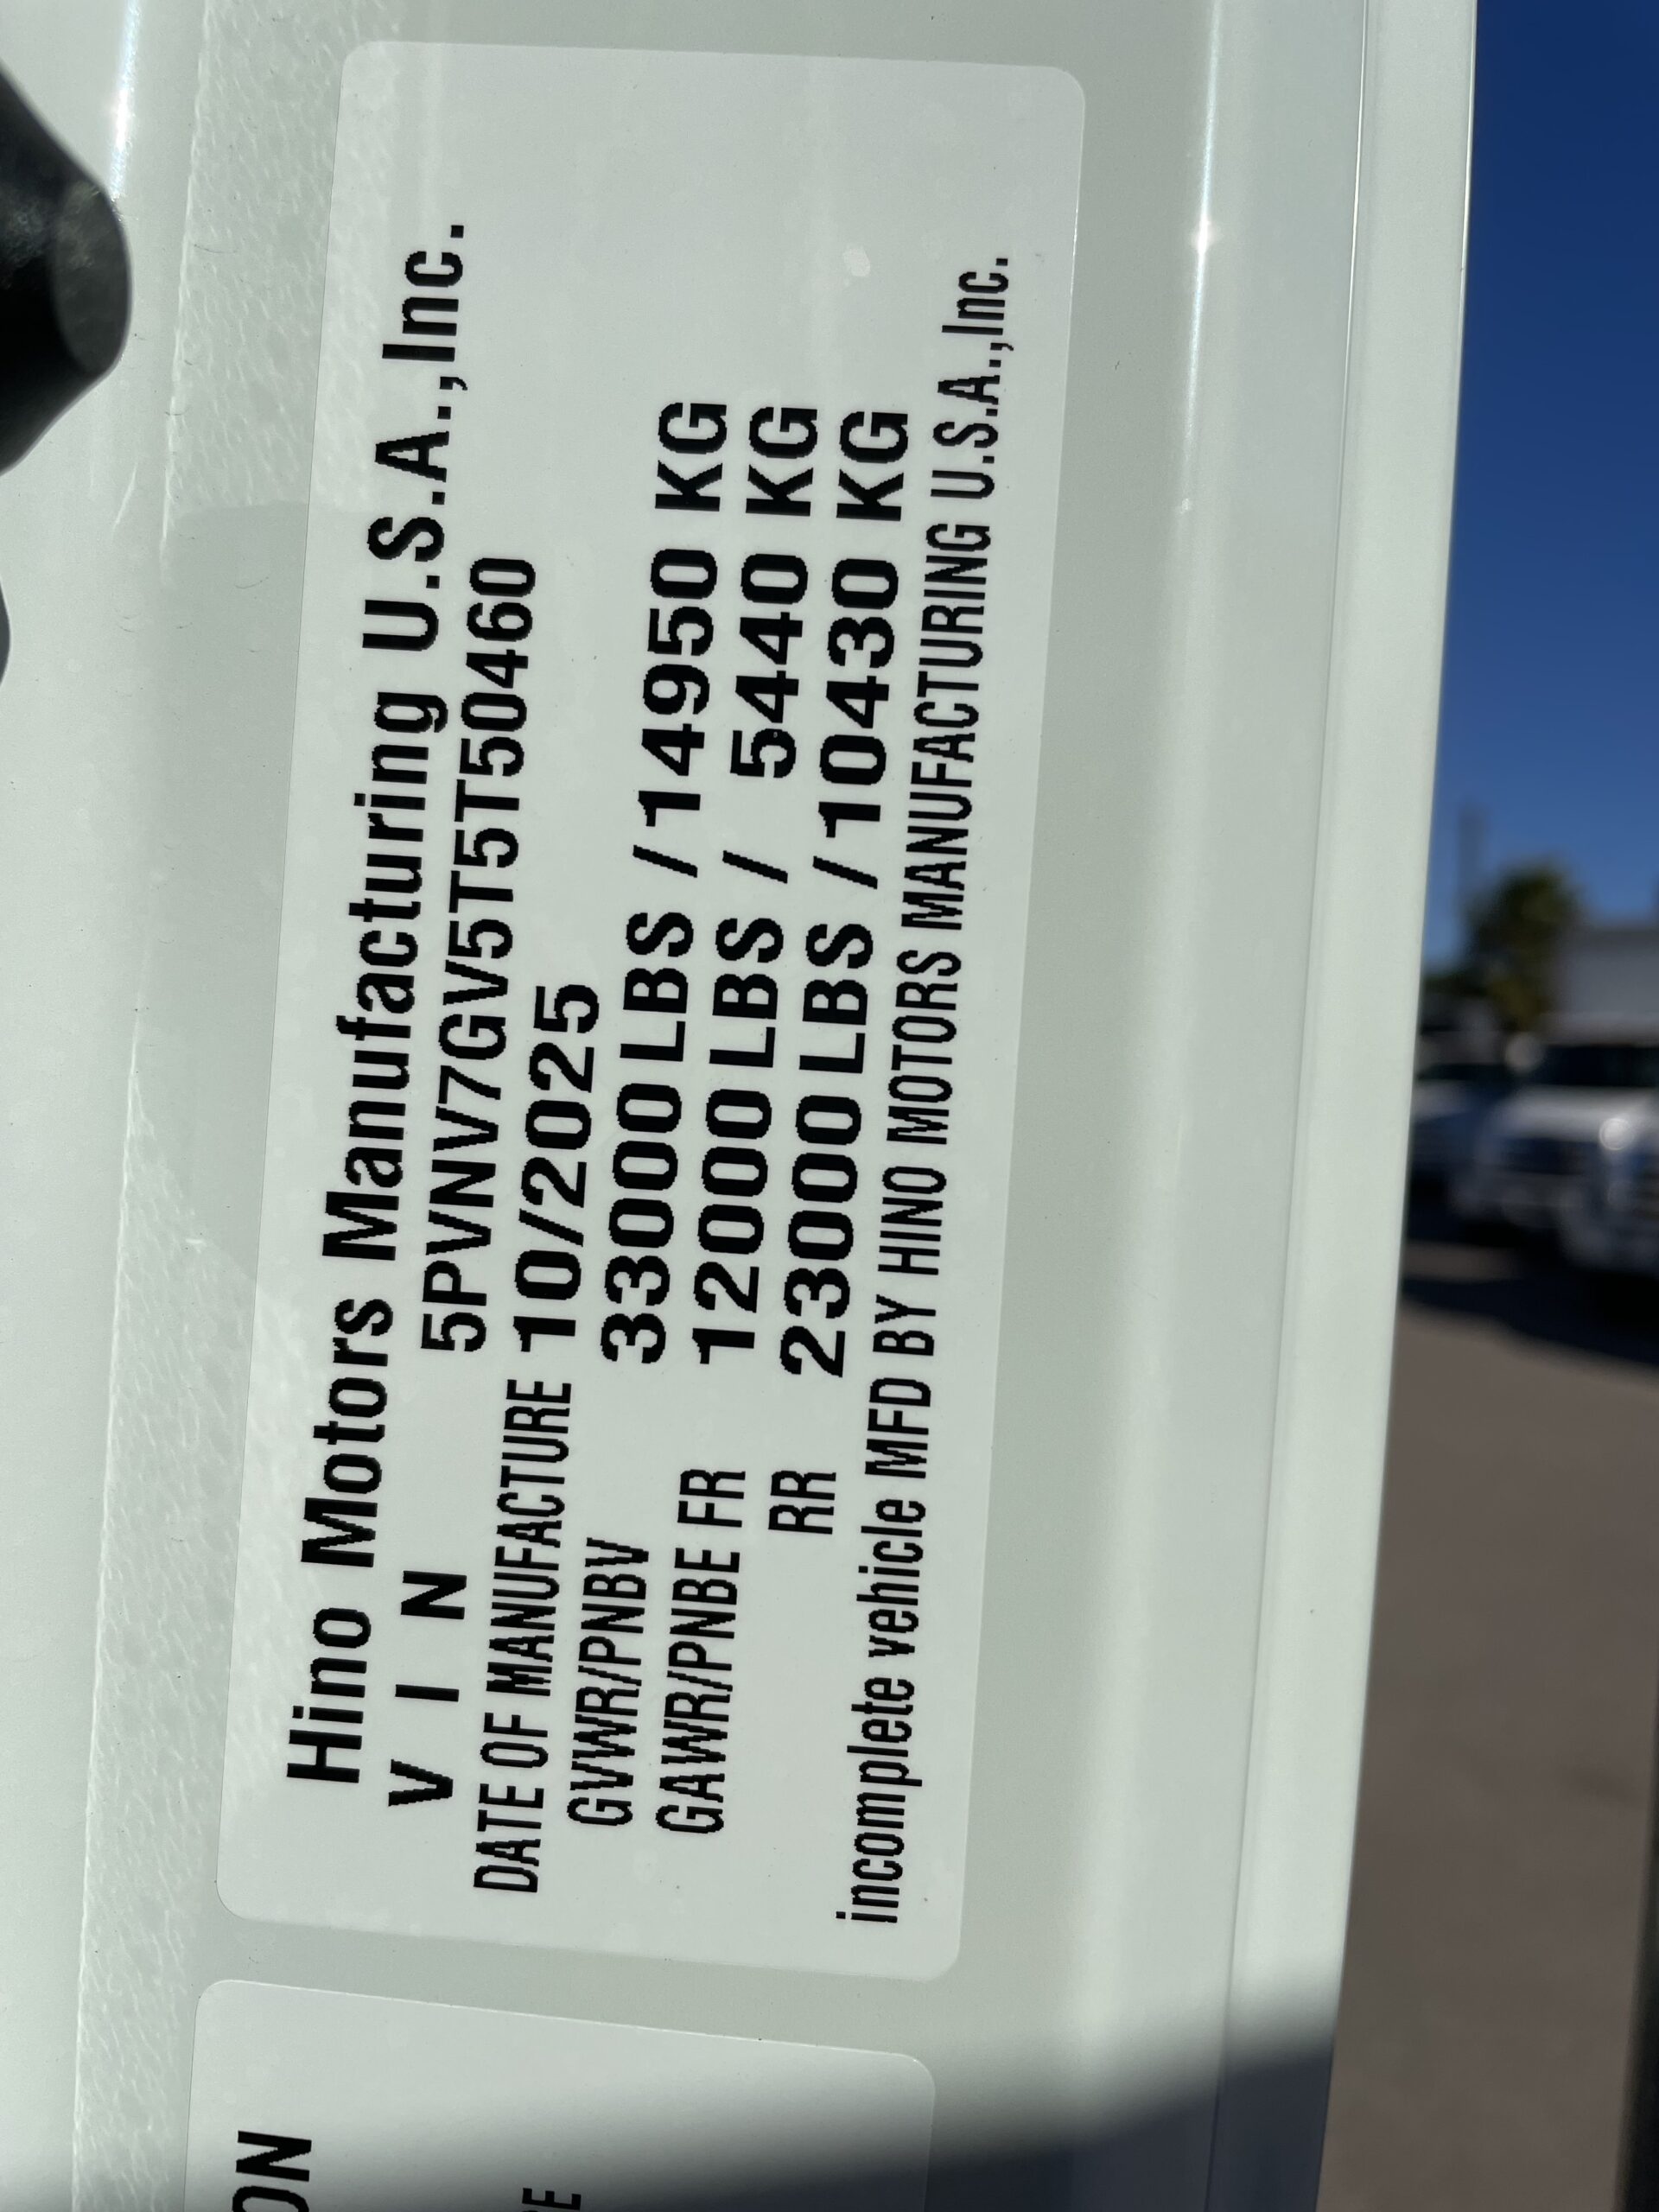 Hino Motors Manufacturing U.S.A.,Inc.
V I N 5PVNV7GV5T5T50460
DATE OF MANUFACTURE 10/2025
GVWR/PNBV 33000 LBS / 14950 KG
GAWR/PNBE FR 12000 LBS / 5440 KG
RR 23000 LBS / 10430 KG
incomplete vehicle MFD BY HINO MOTORS MANUFACTURING U.S.A.,Inc.